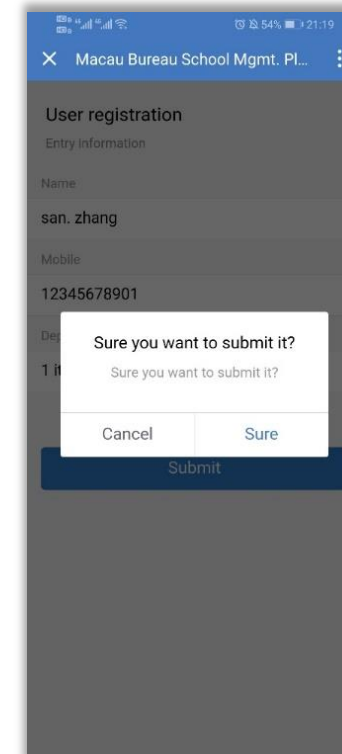 54% 21:19
Macau Bureau School Mgmt. Pl...
User registration
Entry information
Name
san. zhang
Mobile
12345678901
Sure you want to submit it?
Sure you want to submit it?
Cancel Sure
Submit